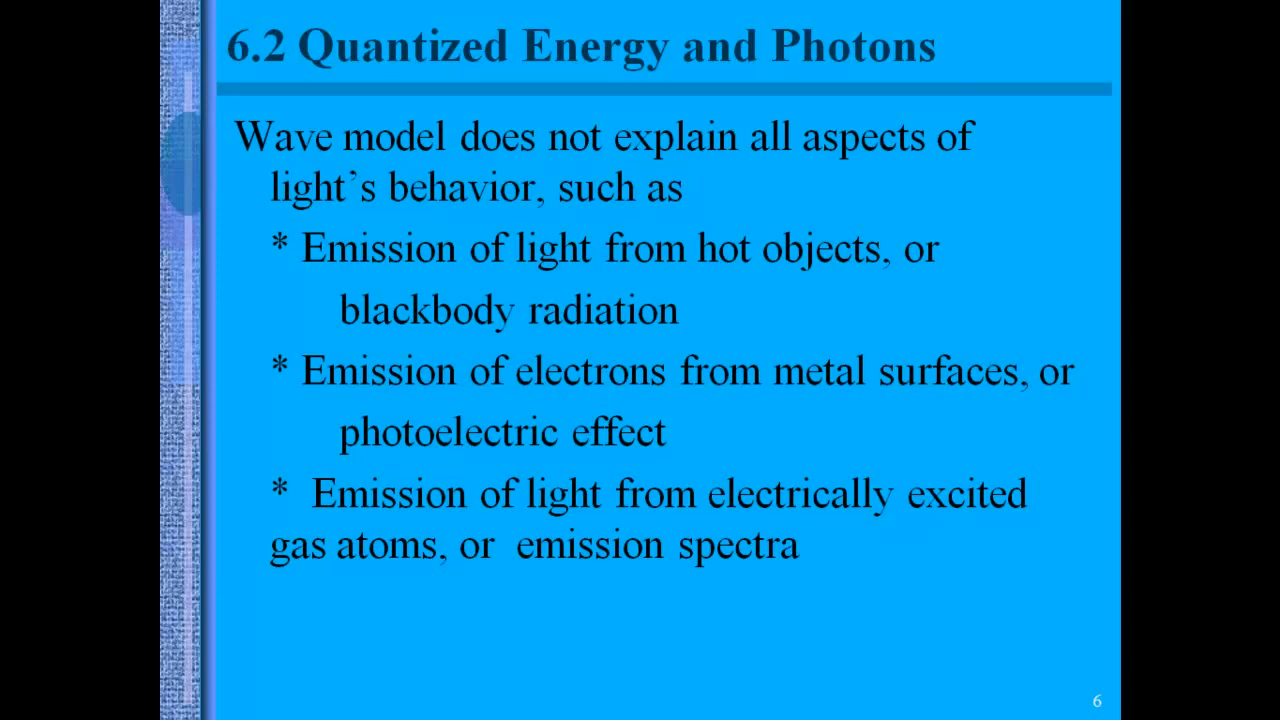 6.2 Quantized Energy and Photons
Wave model does not explain all aspects of
light’s behavior, such as
* Emission of light from hot objects, or
blackbody radiation
* Emission of electrons from metal surfaces, or
photoelectric effect
* Emission of light from electrically excited
gas atoms, or emission spectra
6